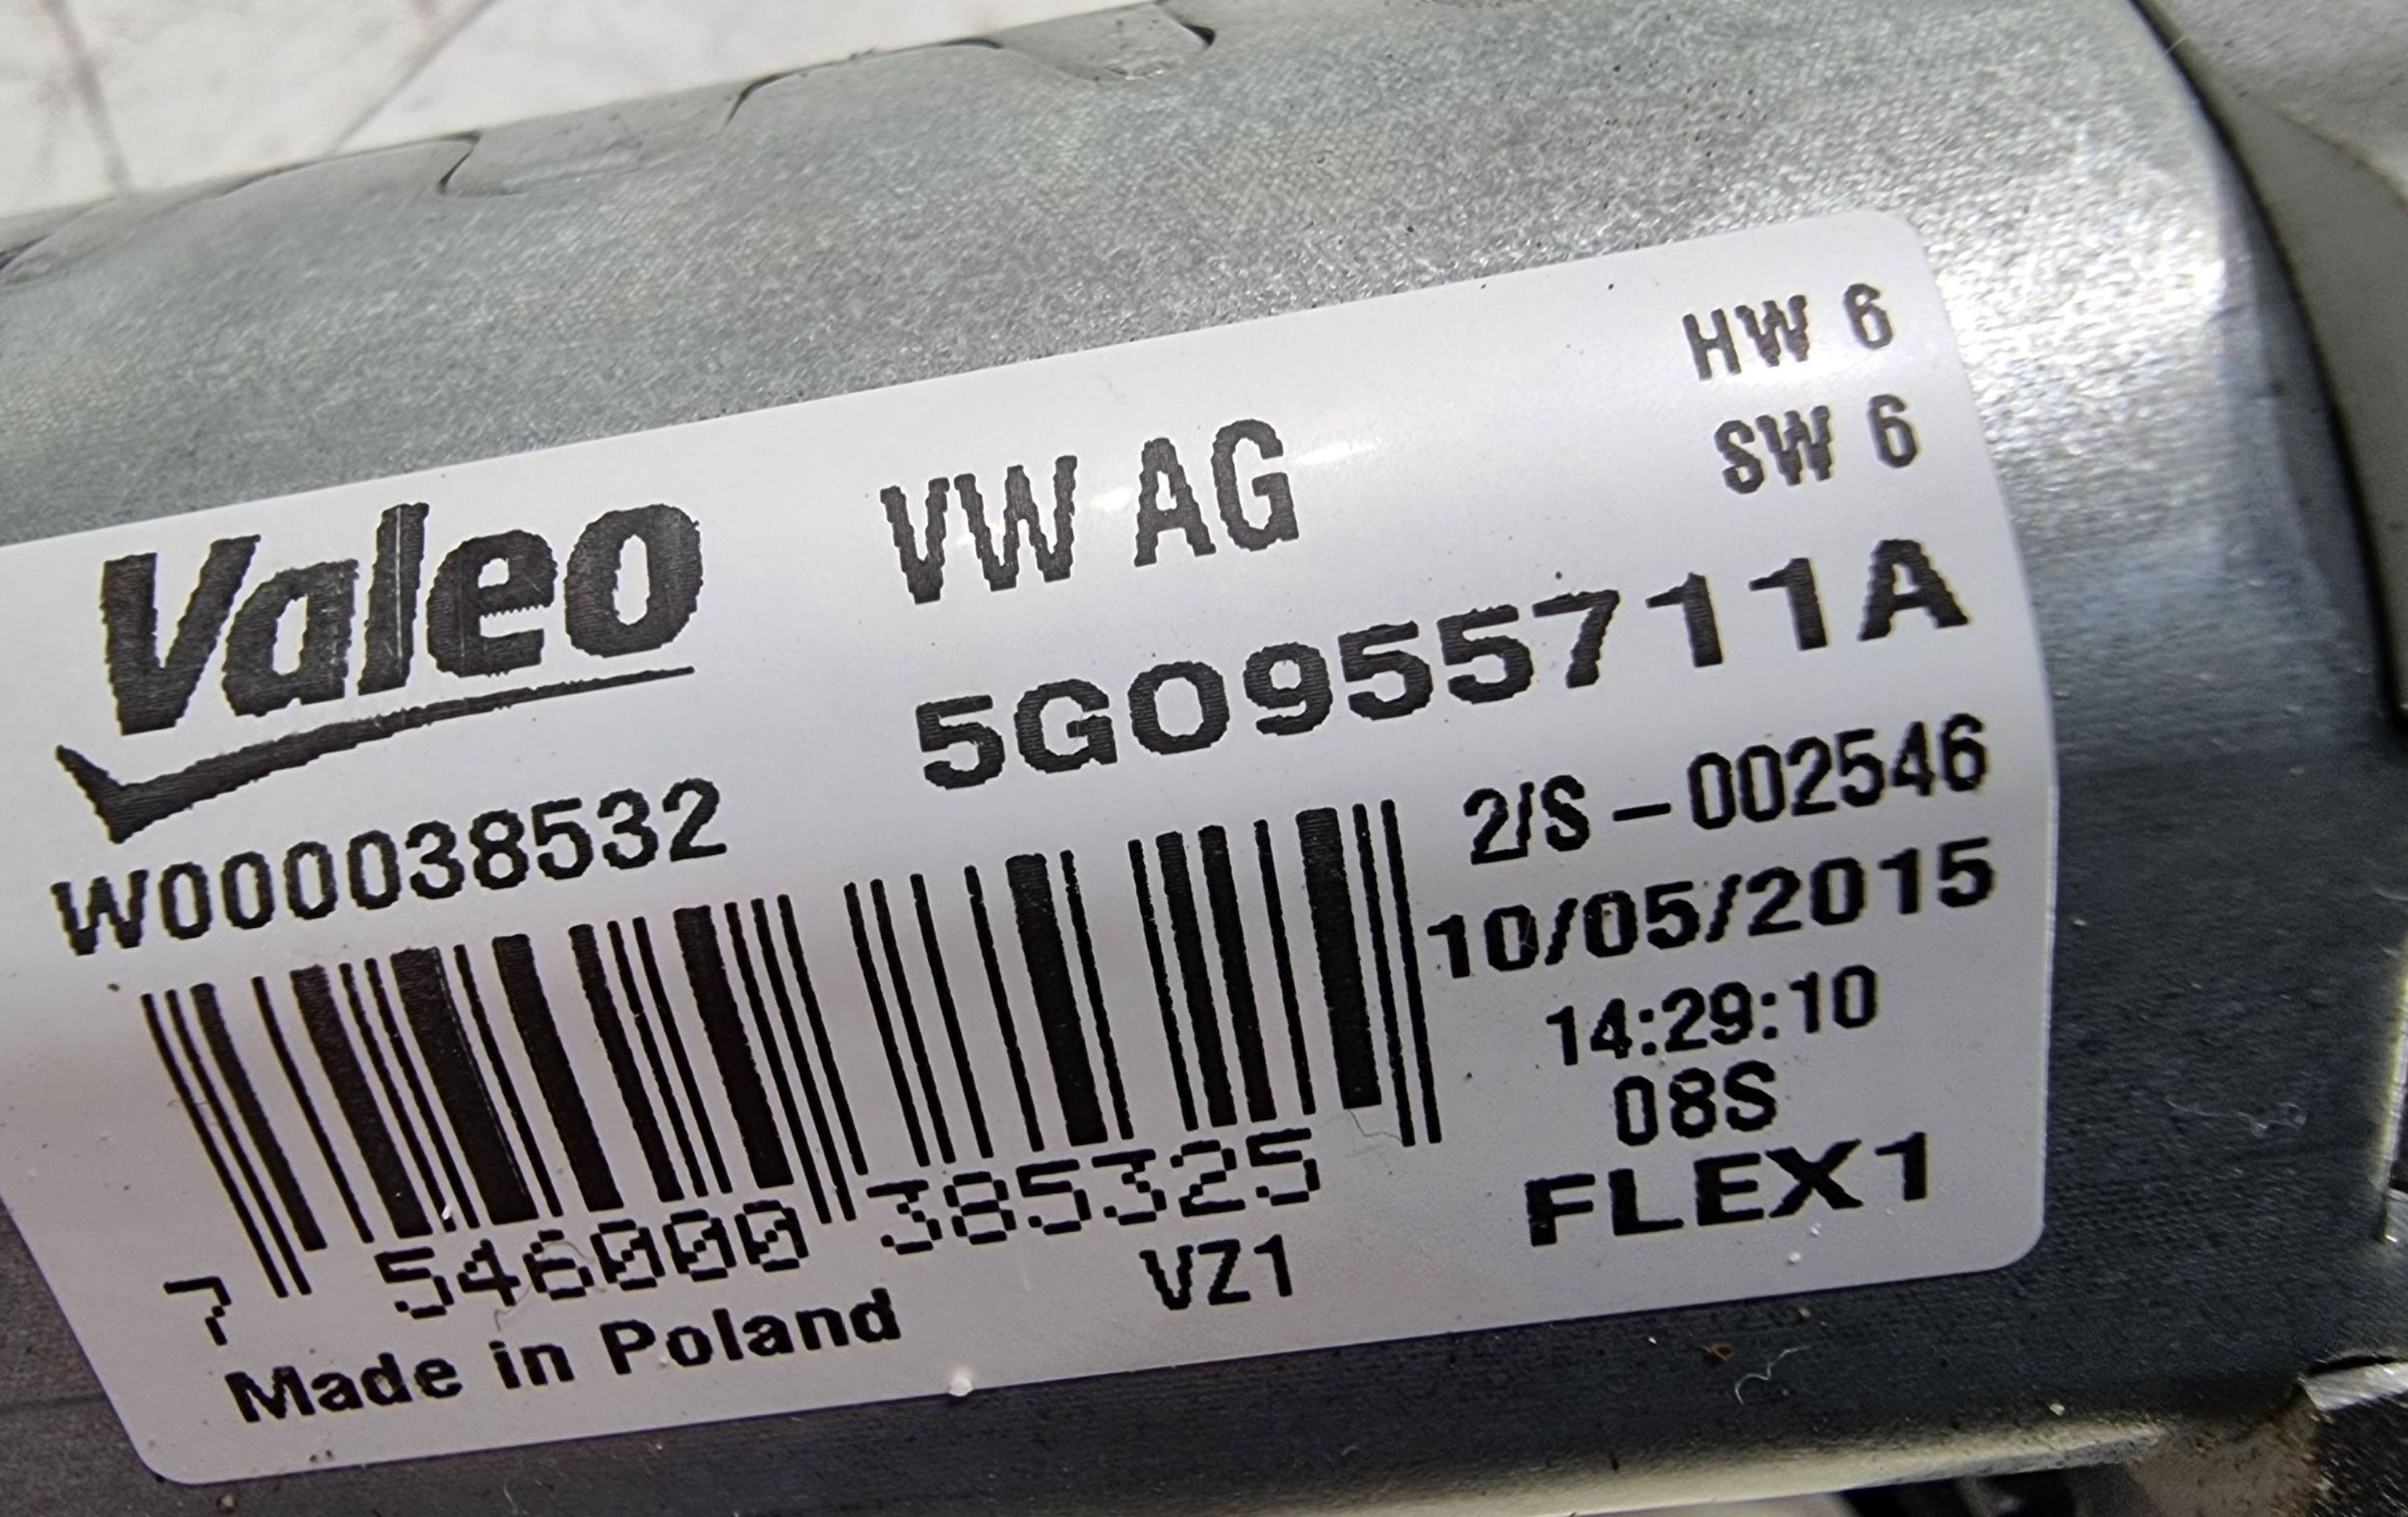 HW 6
SW 6
Valeo VW AG
5G0955711A
W000038532
2/S-002546
10/05/2015
14:29:10
08S
FLEX1
7 546000 385325
VZ1
Made in Poland